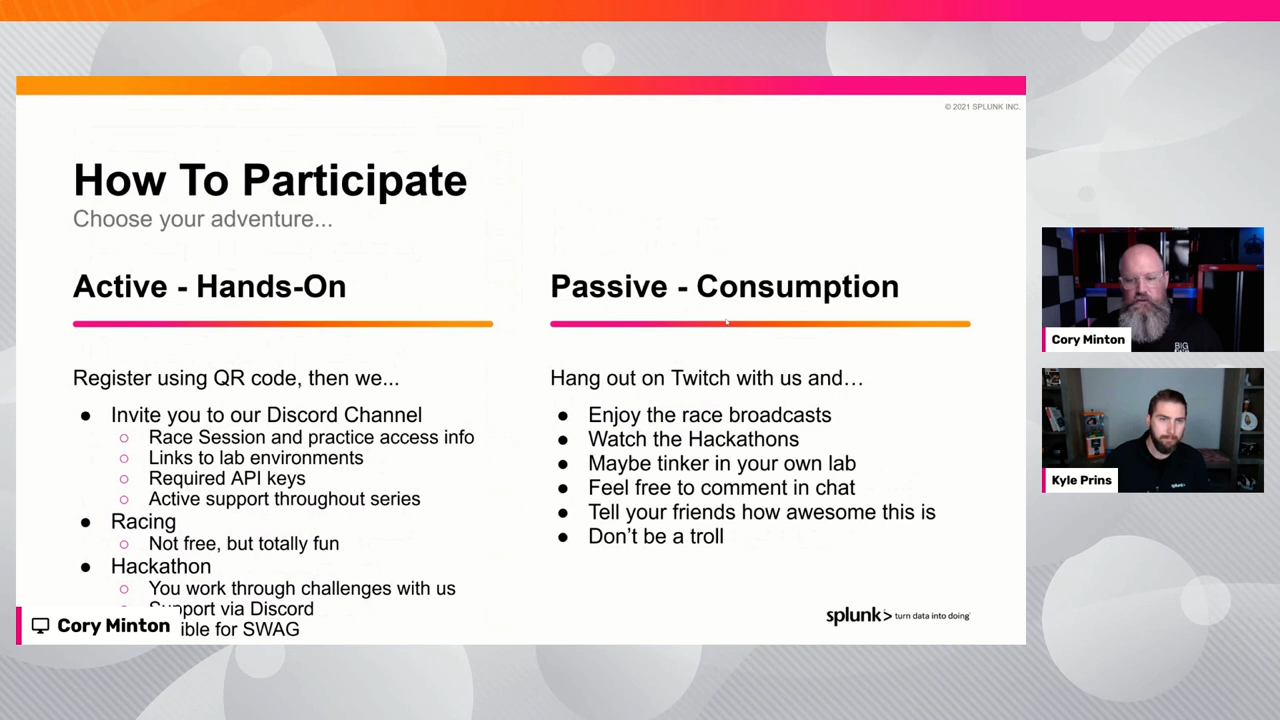 © 2021 SPLUNK INC.
How To Participate
Choose your adventure...
Active - Hands-On
Register using QR code, then we...
● Invite you to our Discord Channel
○ Race Session and practice access info
○ Links to lab environments
○ Required API keys
○ Active support throughout series
● Racing
○ Not free, but totally fun
● Hackathon
○ You work through challenges with us
○ Support via Discord
ible for SWAG
Passive - Consumption
Hang out on Twitch with us and…
● Enjoy the race broadcasts
● Watch the Hackathons
● Maybe tinker in your own lab
● Feel free to comment in chat
● Tell your friends how awesome this is
● Don’t be a troll
splunk> turn data into doing
Cory Minton
BIG
Cory Minton
splunk>
Kyle Prins